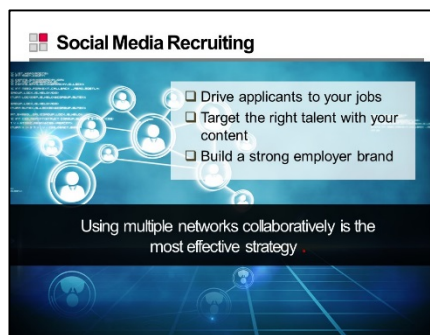 Social Media Recruiting
❑ Drive applicants to your jobs
❑ Target the right talent with your
content
❑ Build a strong employer brand
Using multiple networks collaboratively is the
most effective strategy .